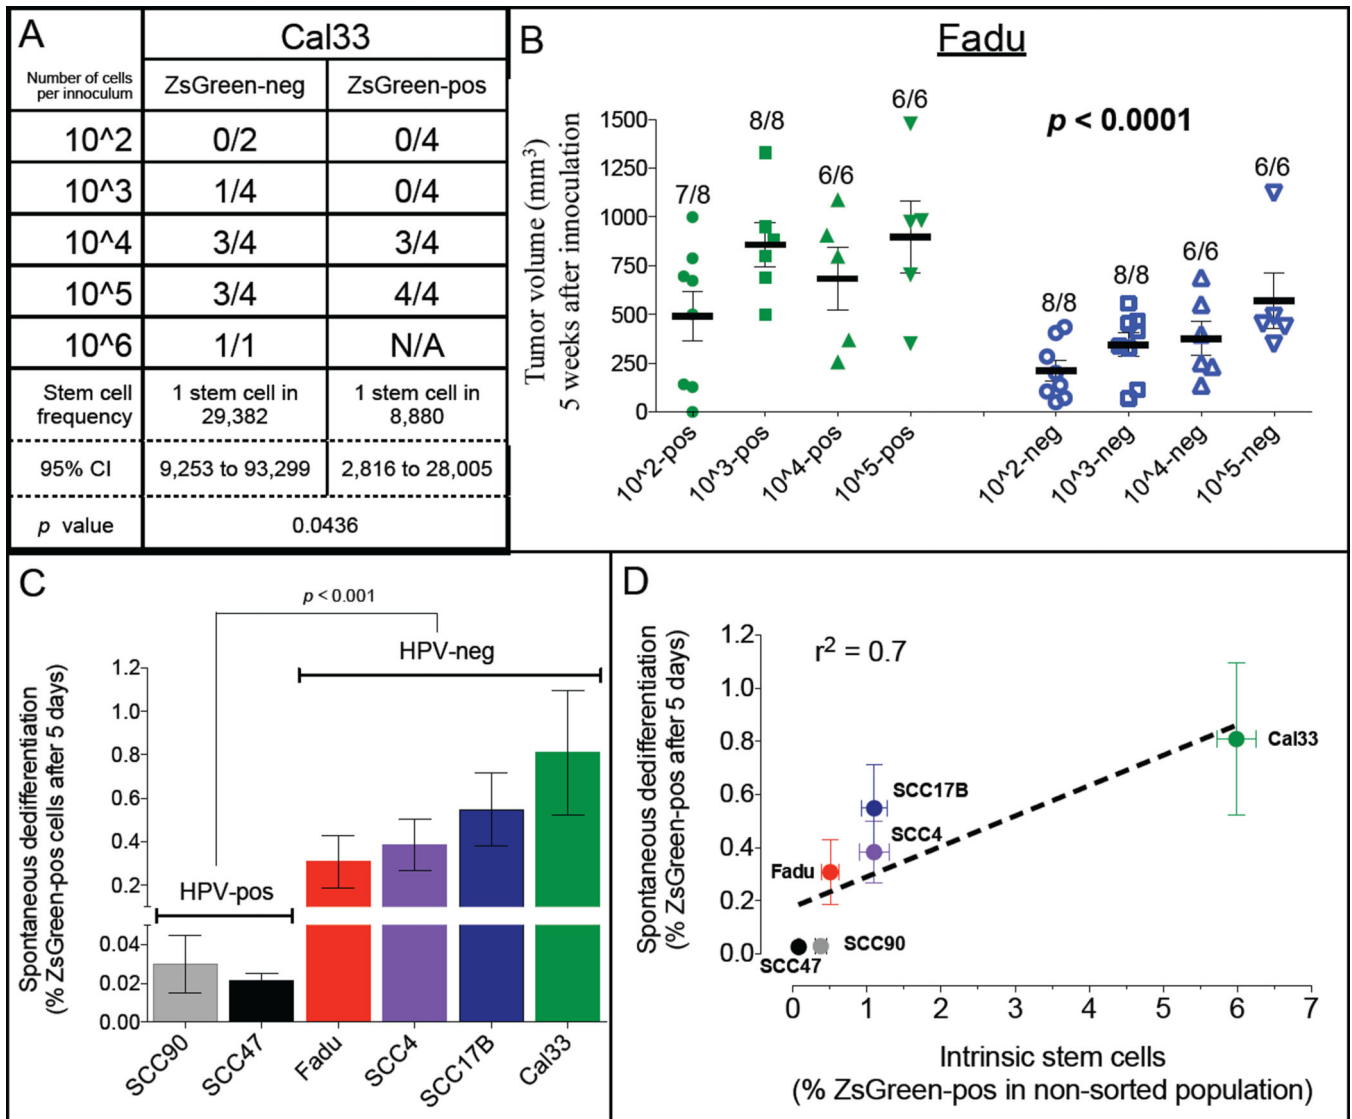 A
Cal33
Number of cells
per innoculum
ZsGreen-neg
ZsGreen-pos
10^2
0/2
0/4
10^3
1/4
0/4
10^4
3/4
3/4
10^5
3/4
4/4
10^6
1/1
N/A
Stem cell
frequency
1 stem cell in
29,382
1 stem cell in
8,880
95% CI
9,253 to 93,299
2,816 to 28,005
p value
0.0436
B
Fadu
Tumor volume (mm³)
5 weeks after innoculation
1500
1250
1000
750
500
250
0
7/8
8/8
6/6
6/6
p < 0.0001
8/8
8/8
6/6
6/6
10^2-pos
10^3-pos
10^4-pos
10^5-pos
10^2-neg
10^3-neg
10^4-neg
10^5-neg
C
p < 0.001
HPV-neg
HPV-pos
Spontaneous dedifferentiation
(% ZsGreen-pos cells after 5 days)
1.2
1.0
0.8
0.6
0.4
0.2
0.04
0.02
0.00
SCC90
SCC47
Fadu
SCC4
SCC17B
Cal33
D
r² = 0.7
Spontaneous dedifferentiation
(% ZsGreen-pos after 5 days)
1.2
1.0
0.8
0.6
0.4
0.2
0.0
Cal33
SCC17B
SCC4
Fadu
SCC90
SCC47
0
1
2
3
4
5
6
7
Intrinsic stem cells
(% ZsGreen-pos in non-sorted population)